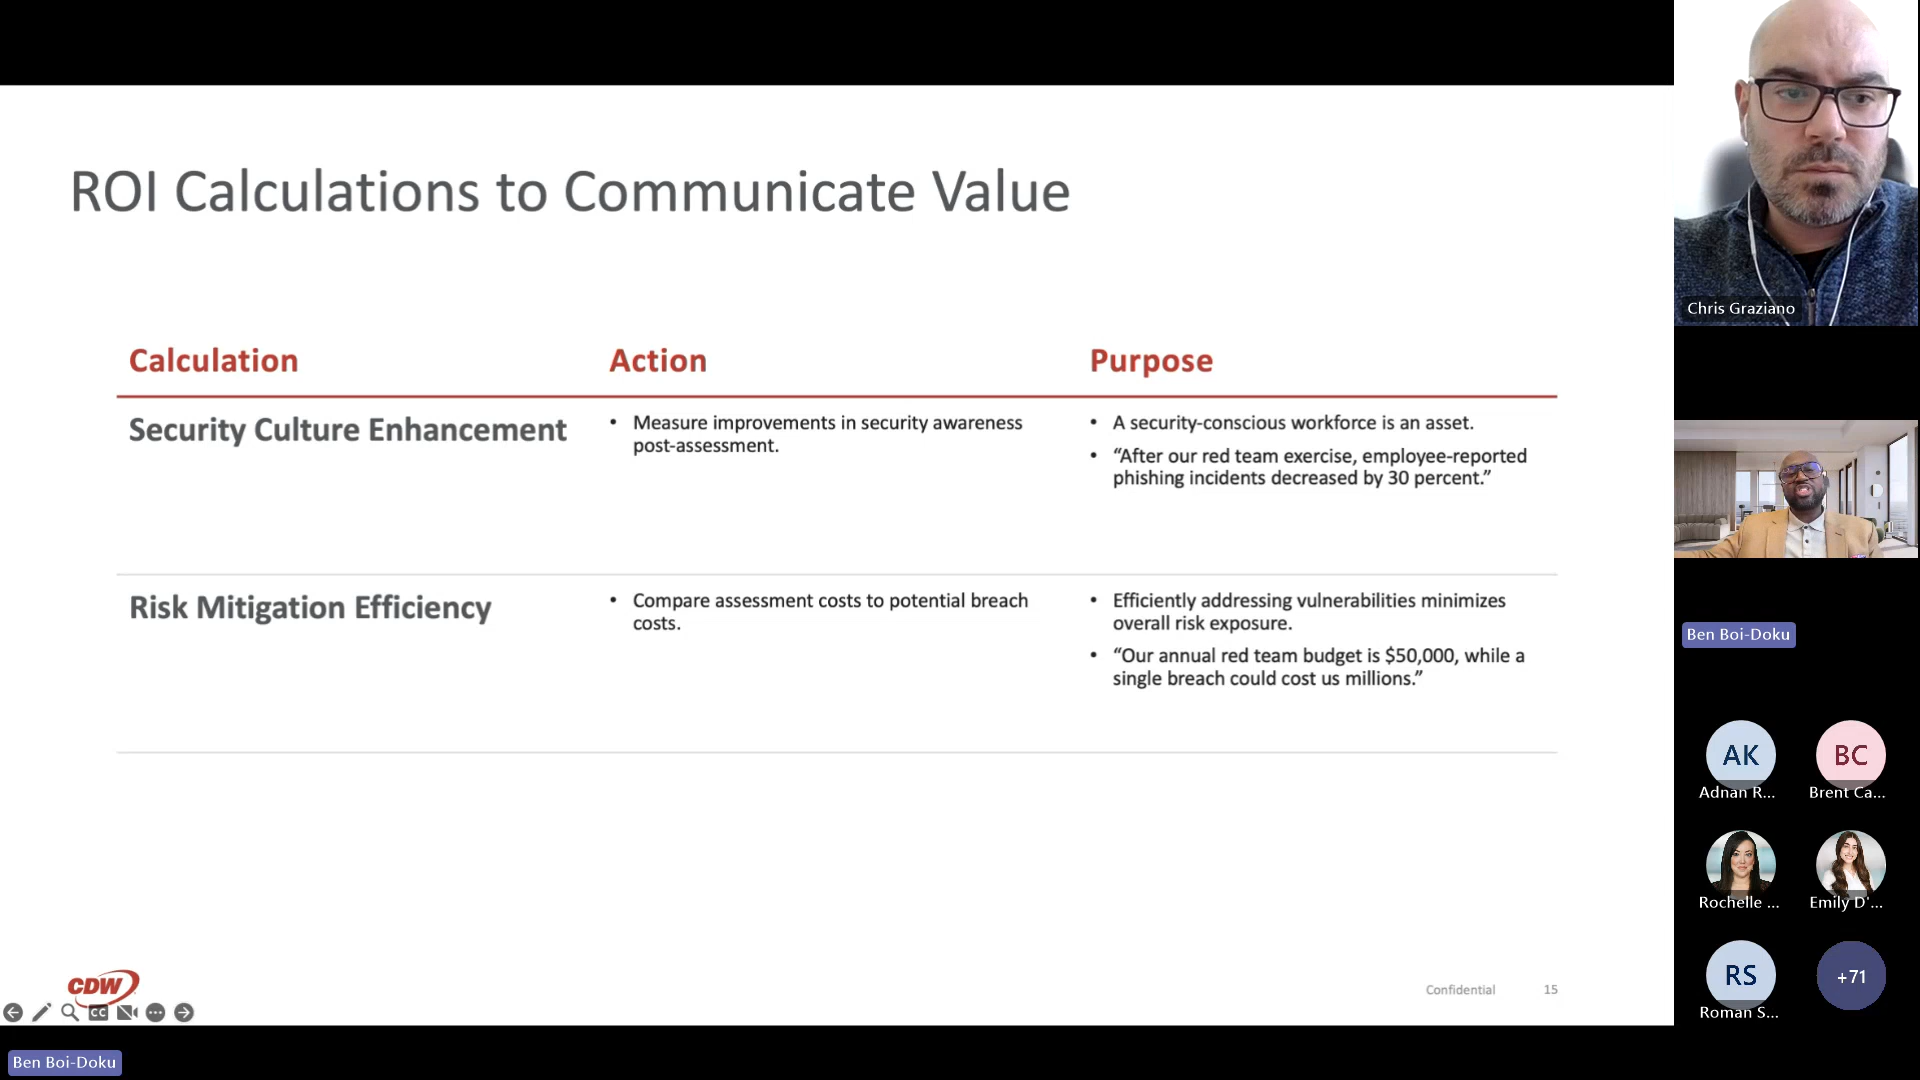 ROI Calculations to Communicate Value
Calculation
Action
Purpose
Security Culture Enhancement
• Measure improvements in security awareness
post-assessment.
• A security-conscious workforce is an asset.
• “After our red team exercise, employee-reported
phishing incidents decreased by 30 percent.”
Risk Mitigation Efficiency
• Compare assessment costs to potential breach
costs.
• Efficiently addressing vulnerabilities minimizes
overall risk exposure.
• “Our annual red team budget is $50,000, while a
single breach could cost us millions.”
CDW
Confidential
15
CC
Ben Boi-Doku
Chris Graziano
Ben Boi-Doku
AK
BC
Adnan R...
Brent Ca...
Rochelle ...
Emily D'...
RS
+71
Roman S...